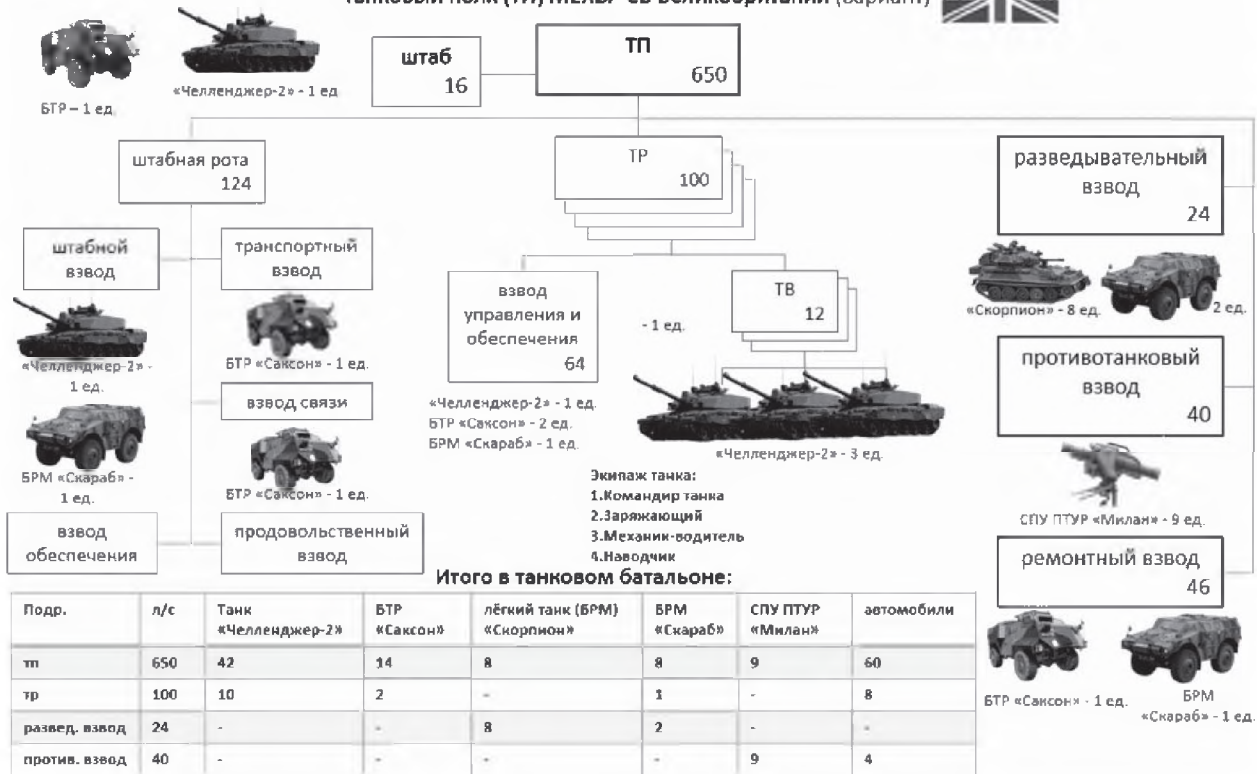 танковый полк (ТП) СВ Великобритании (вариант)
БТР – 1 ед.
«Челленджер-2» - 1 ед
штаб
16
ТП
650
штабная рота
124
ТР
100
разведывательный
взвод
24
штабной
взвод
транспортный
взвод
«Челленджер-2» -
1 ед.
БТР «Саксон» - 1 ед.
взвод связи
БРМ «Скараб» -
1 ед.
БТР «Саксон» - 1 ед.
взвод
обеспечения
продовольственный
взвод
взвод
управления и
обеспечения
64
«Челленджер-2» - 1 ед.
БТР «Саксон» - 2 ед.
БРМ «Скараб» - 1 ед.
- 1 ед.
ТВ
12
«Челленджер-2» - 3 ед.
Экипаж танка:
1.Командир танка
2.Заряжающий
3.Механик-водитель
4.Наводчик
«Скорпион» - 8 ед.
2 ед.
противотанковый
взвод
40
СПУ ПТУР «Милан» - 9 ед.
ремонтный взвод
46
БТР «Саксон» - 1 ед.
БРМ
«Скараб» - 1 ед.
Итого в танковом батальоне:
Подр. л/с Танк «Челленджер-2» БТР «Саксон» лёгкий танк (БРМ) «Скорпион» БРМ «Скараб» СПУ ПТУР «Милан» автомобили
тп 650 42 14 8 8 9 60
тр 100 10 2 - 1 - 8
развед. взвод 24 - - 8 2 - -
против. взвод 40 - - - - 9 4